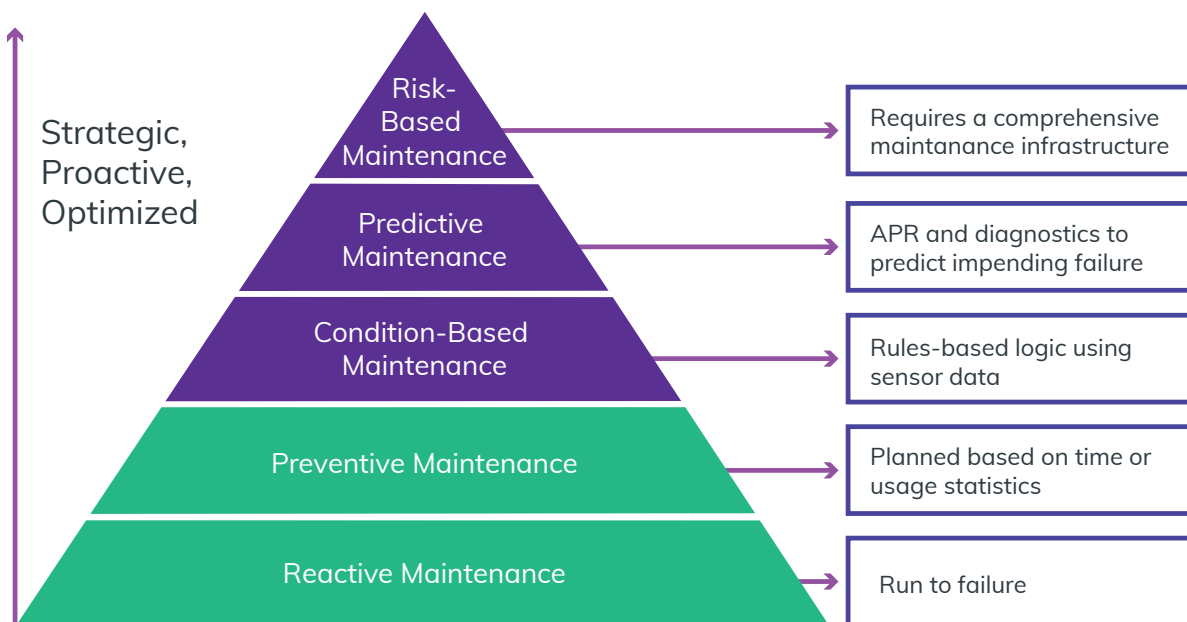 Strategic,
Proactive,
Optimized
Risk-
Based
Maintenance
Requires a comprehensive
maintanance infrastructure
Predictive
Maintenance
APR and diagnostics to
predict impending failure
Condition-Based
Maintenance
Rules-based logic using
sensor data
Preventive Maintenance
Planned based on time or
usage statistics
Reactive Maintenance
Run to failure